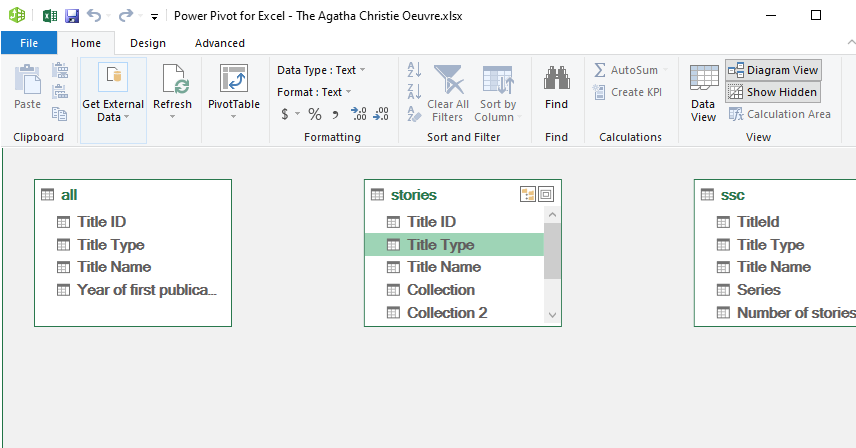 Power Pivot for Excel - The Agatha Christie Oeuvre.xlsx
File Home Design Advanced
Paste
Clipboard
Get External Data
Refresh
PivotTable
Data Type : Text
Format : Text
$ % , .00 .00
Formatting
Clear All Filters
Sort by Column
Sort and Filter
Find
Find
AutoSum
Create KPI
Calculations
Data View
Diagram View
Show Hidden
Calculation Area
View
all
Title ID
Title Type
Title Name
Year of first publica...
stories
Title ID
Title Type
Title Name
Collection
Collection 2
ssc
TitleId
Title Type
Title Name
Series
Number of stories